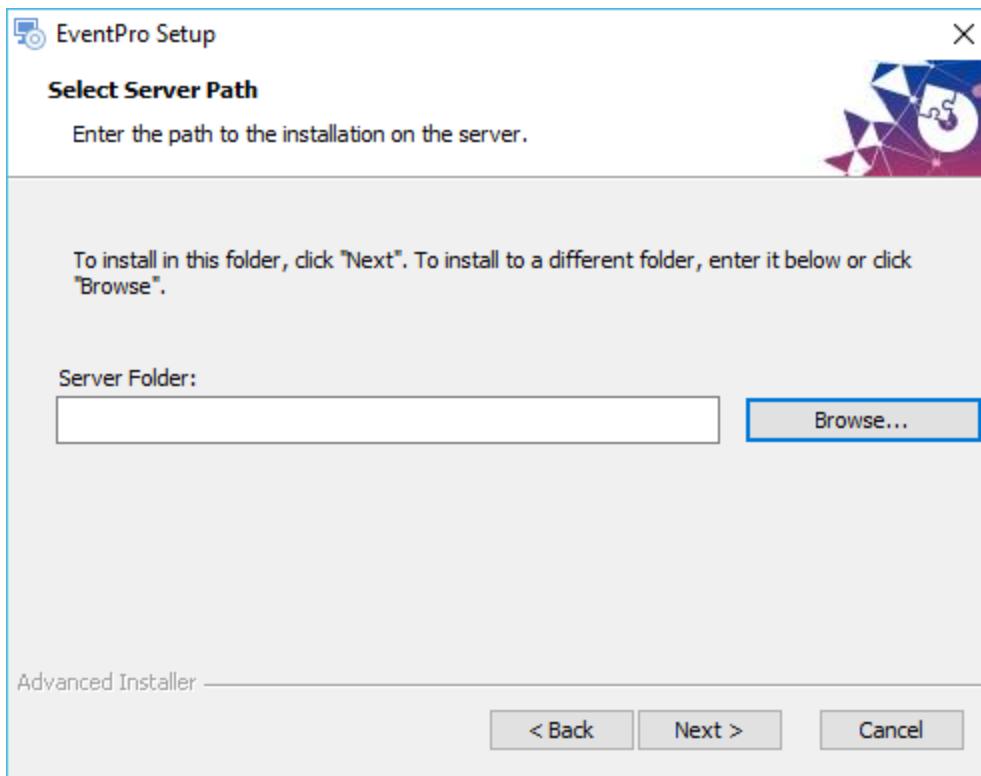 EventPro Setup
Select Server Path
Enter the path to the installation on the server.
To install in this folder, click "Next". To install to a different folder, enter it below or click
"Browse".
Server Folder:
Browse...
Advanced Installer
< Back
Next >
Cancel